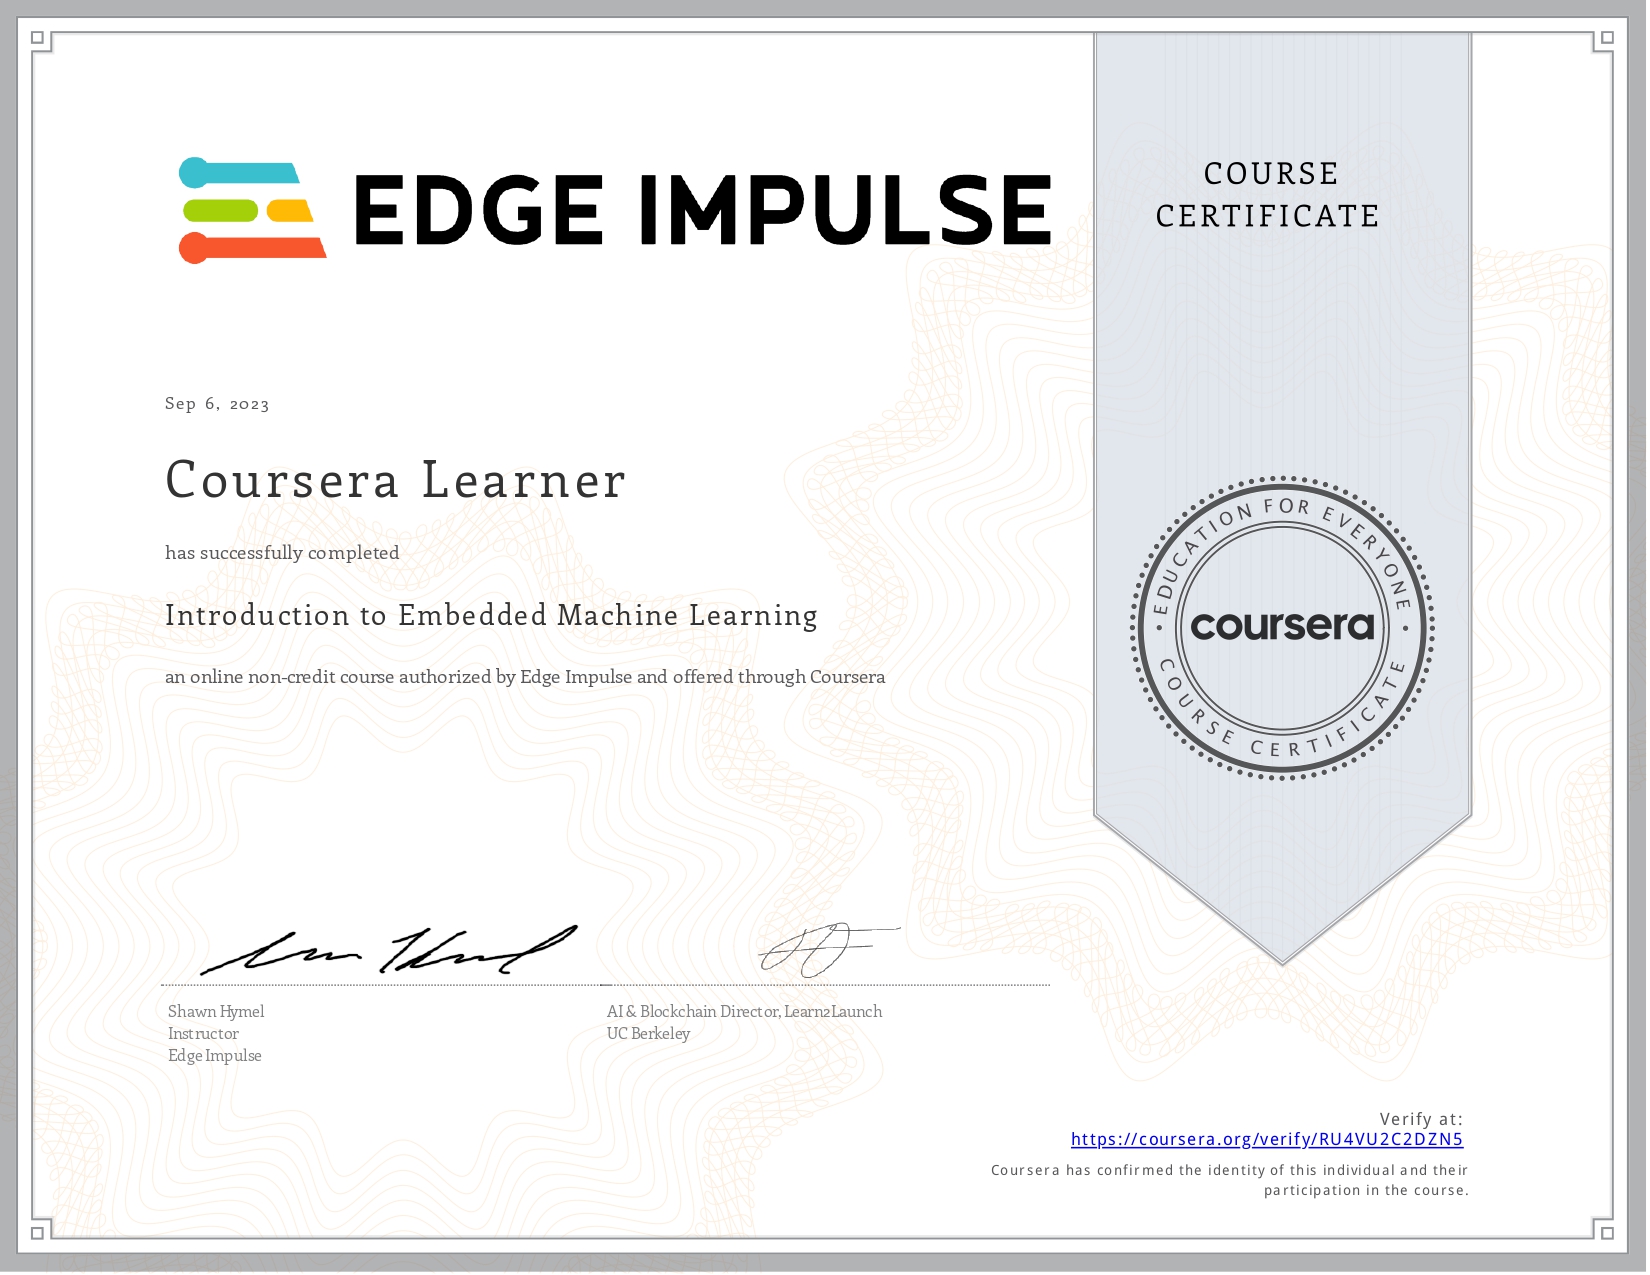 EDGE IMPULSE
COURSE
CERTIFICATE
Sep 6, 2023
Coursera Learner
has successfully completed
Introduction to Embedded Machine Learning
an online non-credit course authorized by Edge Impulse and offered through Coursera
EDUCATION FOR EVERYONE
coursera
COURSE CERTIFICATE
Shawn Hymel
Instructor
Edge Impulse
AI & Blockchain Director, Learn2Launch
UC Berkeley
Verify at:
https://coursera.org/verify/RU4VU2C2DZN5
Coursera has confirmed the identity of this individual and their
participation in the course.